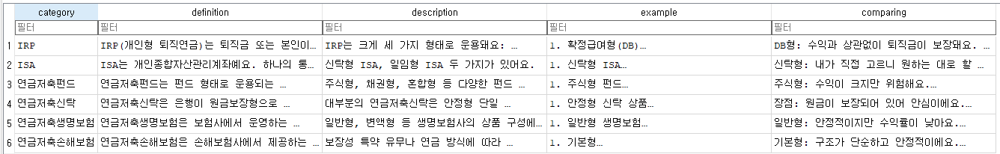 category definition description example comparing
필터 필터 필터 필터 필터
1 IRP IRP(개인형 퇴직연금)는 퇴직금 또는 본인이… IRP는 크게 세 가지 형태로 운용돼요: … 1. 확정급여형(DB)… DB형: 수익과 상관없이 퇴직금이 보장돼요. …
2 ISA ISA는 개인종합자산관리계좌예요. 하나의 통… 신탁형 ISA, 일임형 ISA 두 가지가 있어요. 1. 신탁형 ISA… 신탁형: 내가 직접 고르니 원하는 대로 할 …
3 연금저축펀드 연금저축펀드는 펀드 형태로 운용되는 … 주식형, 채권형, 혼합형 등 다양한 펀드 … 1. 주식형 펀드… 주식형: 수익이 크지만 위험해요.…
4 연금저축신탁 연금저축신탁은 은행이 원금보장형으로 … 대부분의 연금저축신탁은 안정형 단일 … 1. 안정형 신탁 상품… 장점: 원금이 보장되어 있어 안심이에요.…
5 연금저축생명보험 연금저축생명보험은 보험사에서 운영하는 … 일반형, 변액형 등 생명보험사의 상품 구성에… 1. 일반형 생명보험… 일반형: 안정적이지만 수익률이 낮아요.…
6 연금저축손해보험 연금저축손해보험은 손해보험사에서 제공하는 … 보장성 특약 유무나 연금 방식에 따라 … 1. 기본형… 기본형: 구조가 단순하고 안정적이에요.…